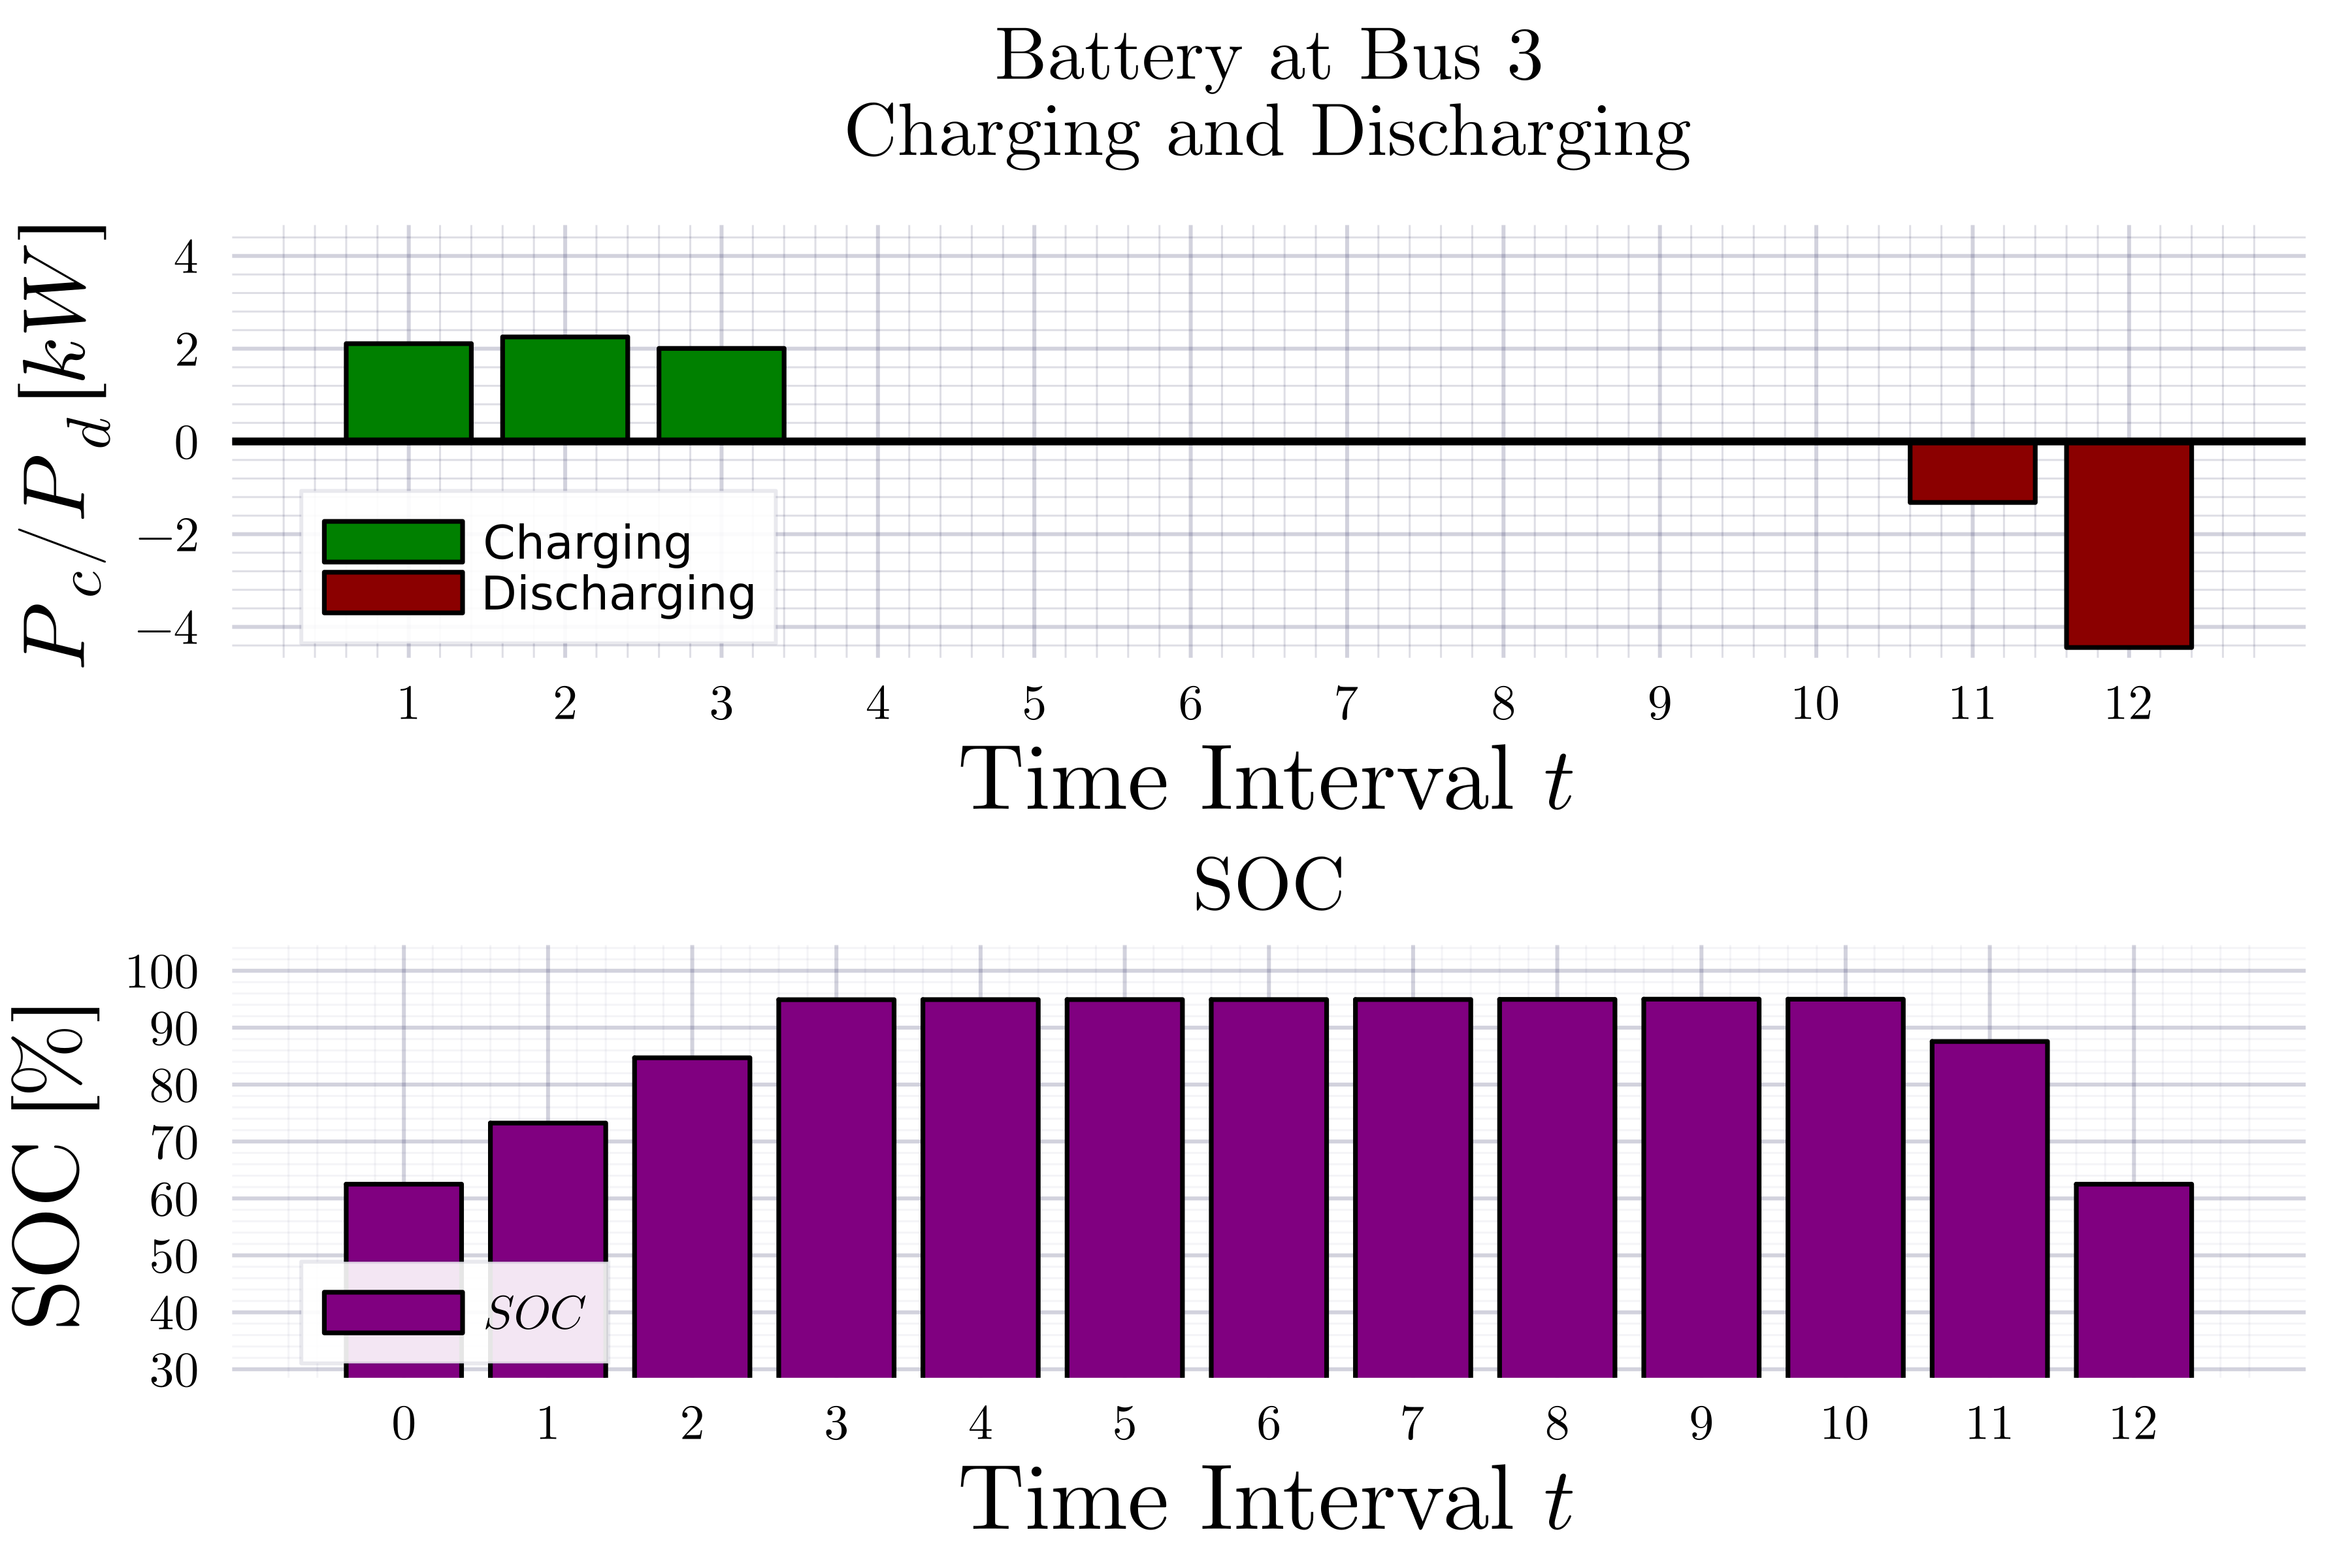 Battery at Bus 3
Charging and Discharging
P_c/P_d [kW]
4
2
0
−2
−4
Charging
Discharging
1 2 3 4 5 6 7 8 9 10 11 12
Time Interval t
SOC
SOC [%]
100
90
80
70
60
50
40
30
SOC
0 1 2 3 4 5 6 7 8 9 10 11 12
Time Interval t